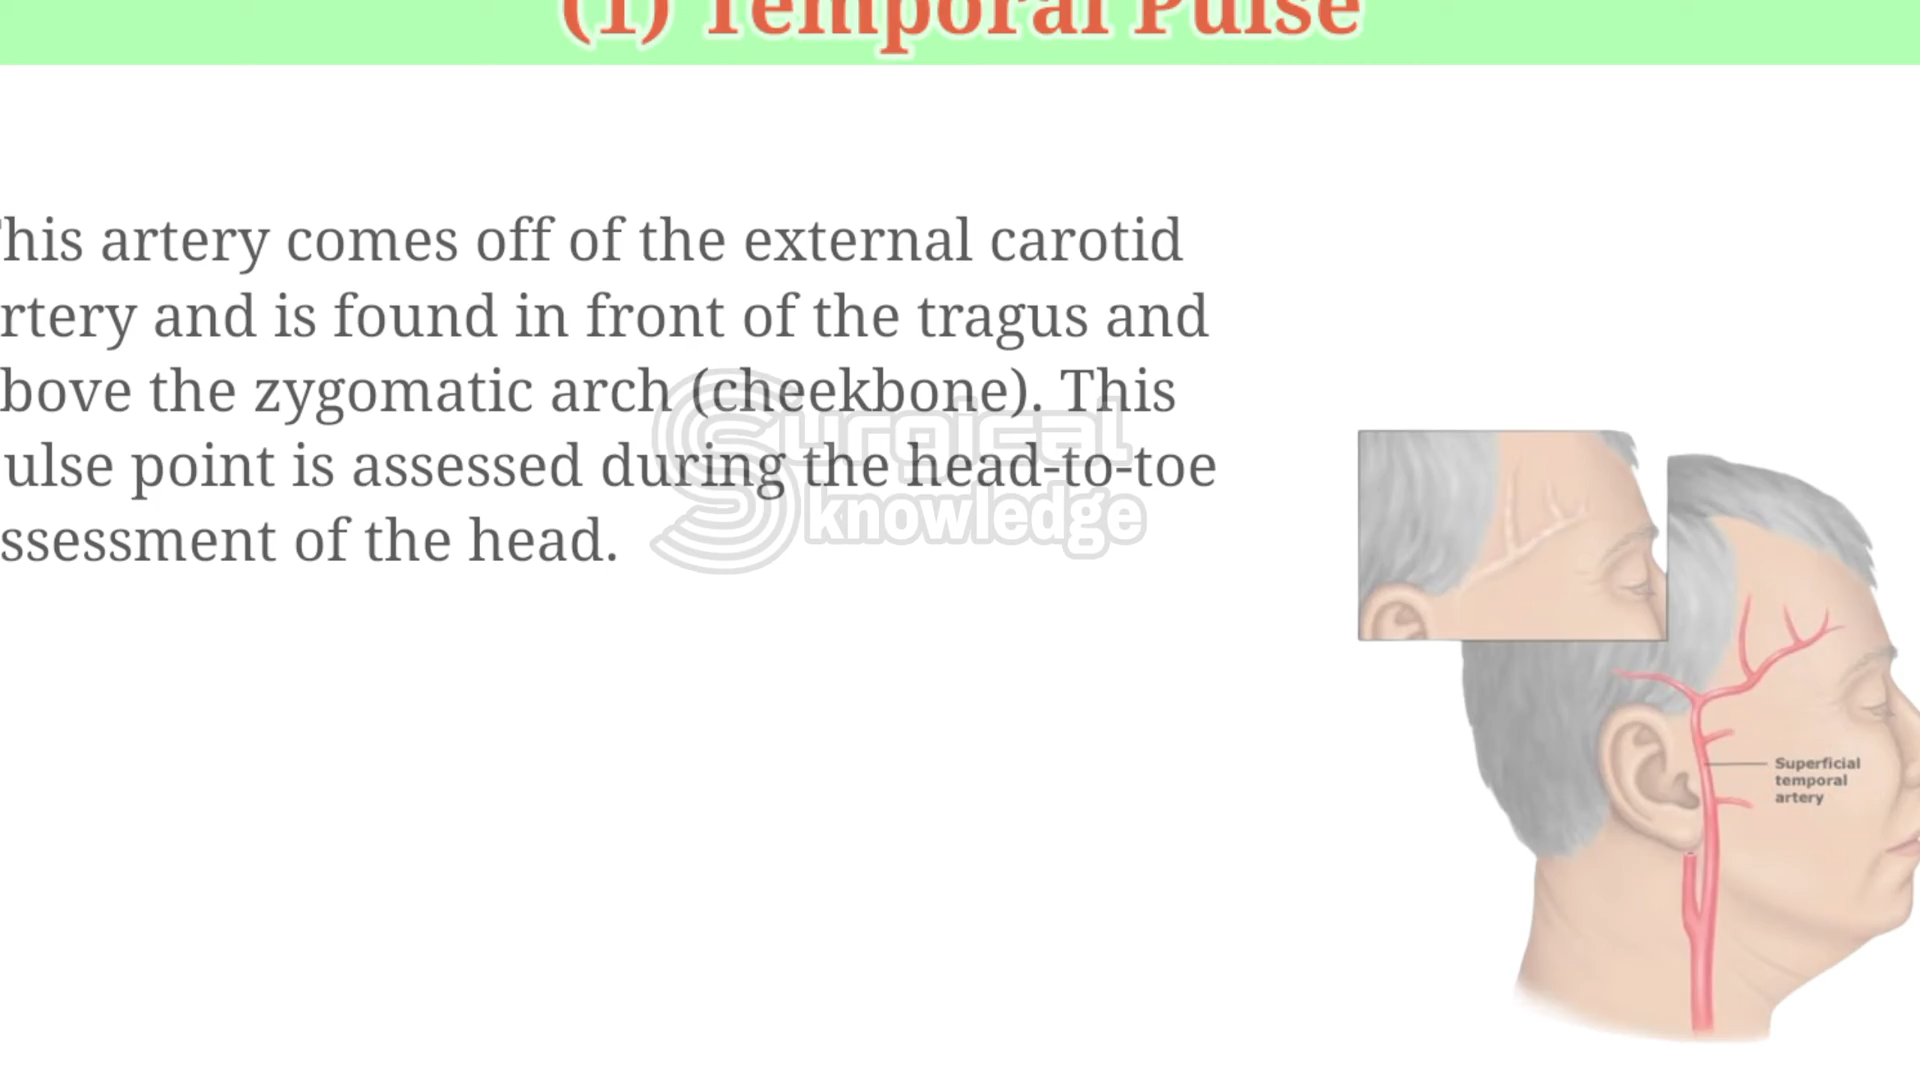 (1) Temporal Pulse
This artery comes off of the external carotid
rtery and is found in front of the tragus and
bove the zygomatic arch (cheekbone). This
ulse point is assessed during the head-to-toe
ssessment of the head.
Surgical
knowledge
Superficial
temporal
artery